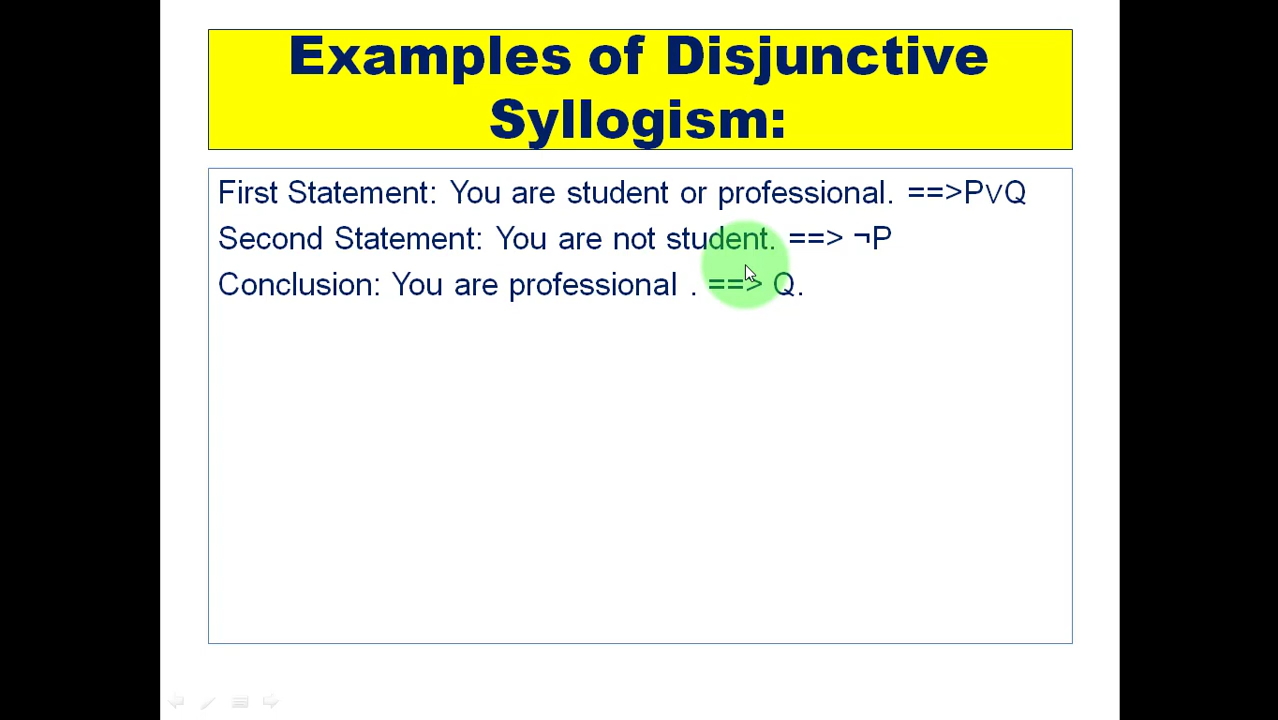 Examples of Disjunctive
Syllogism:
First Statement: You are student or professional. ==>P∨Q
Second Statement: You are not student. ==> ¬P
Conclusion: You are professional . ==> Q.